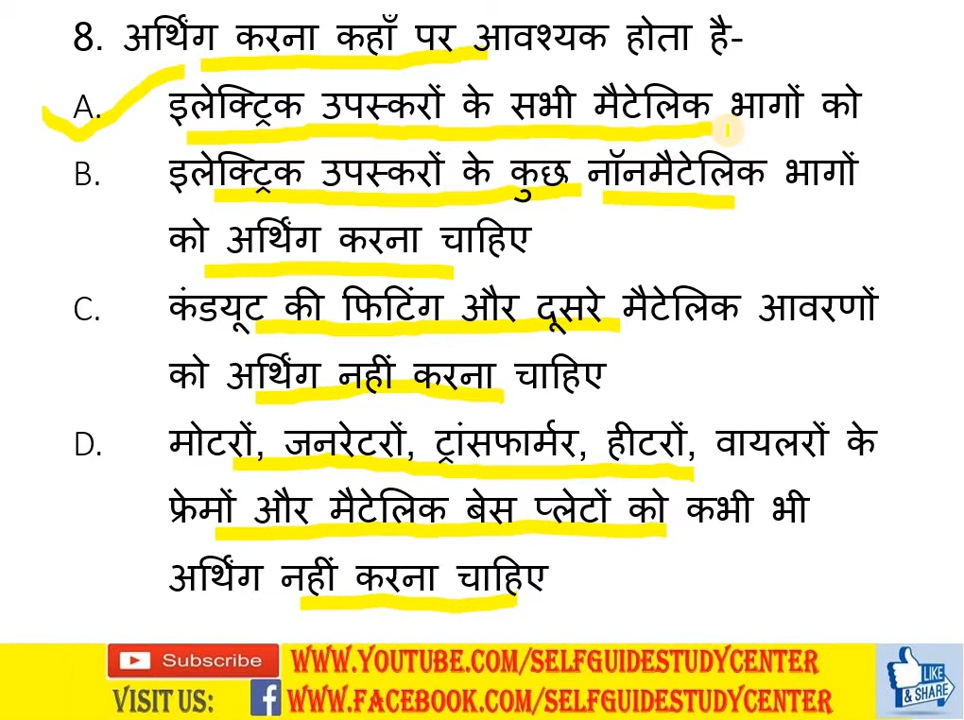 8. अर्थिंग करना कहाँ पर आवश्यक होता है-
A. इलेक्ट्रिक उपस्करों के सभी मैटेलिक भागों को
B. इलेक्ट्रिक उपस्करों के कुछ नॉनमैटेलिक भागों
को अर्थिंग करना चाहिए
C. कंडयूट की फिटिंग और दूसरे मैटेलिक आवरणों
को अर्थिंग नहीं करना चाहिए
D. मोटरों, जनरेटरों, ट्रांसफार्मर, हीटरों, वायलरों के
फ्रेमों और मैटेलिक बेस प्लेटों को कभी भी
अर्थिंग नहीं करना चाहिए
Subscribe WWW.YOUTUBE.COM/SELFGUIDESTUDYCENTER
VISIT US: f WWW.FACEBOOK.COM/SELFGUIDESTUDYCENTER
LIKE
& SHARE